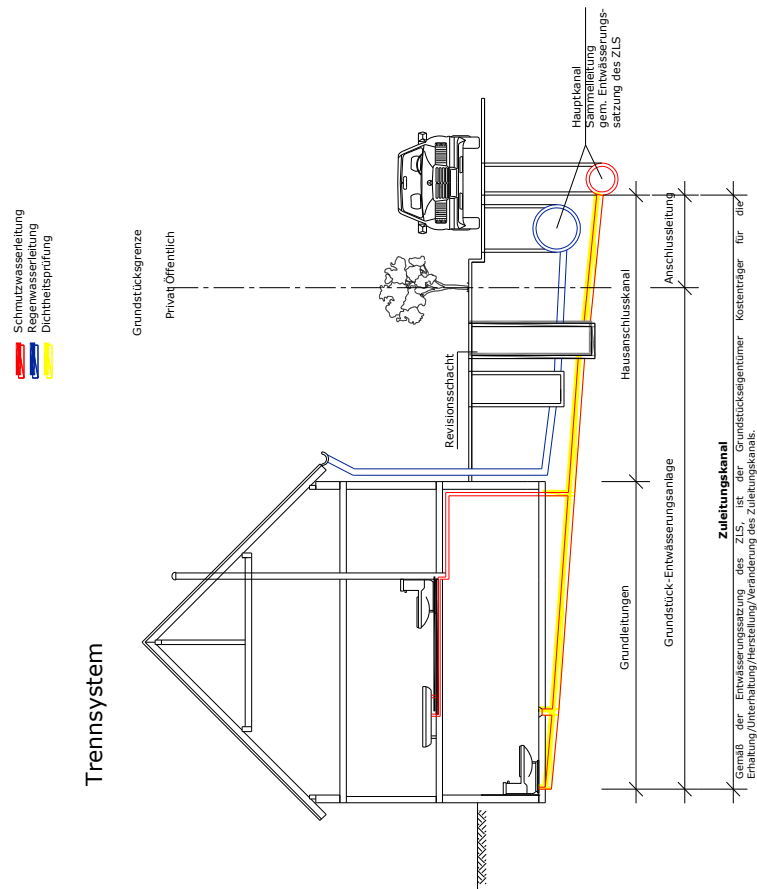 Trennsystem
Schmutzwasserleitung
Regenwasserleitung
Dichtheitsprüfung
Grundstücksgrenze
Privat Öffentlich
Hauptkanal
Sammelleitung
gem. Entwässerungs-
satzung des ZLS
Revisionsschacht
Grundleitungen
Hausanschlusskanal
Grundstück-Entwässerungsanlage
Anschlussleitung
Zuleitungskanal
Gemäß der Entwässerungssatzung des ZLS, ist der Grundstückseigentümer Kostenträger für die
Erhaltung/Unterhaltung/Herstellung/Veränderung des Zuleitungskanals.